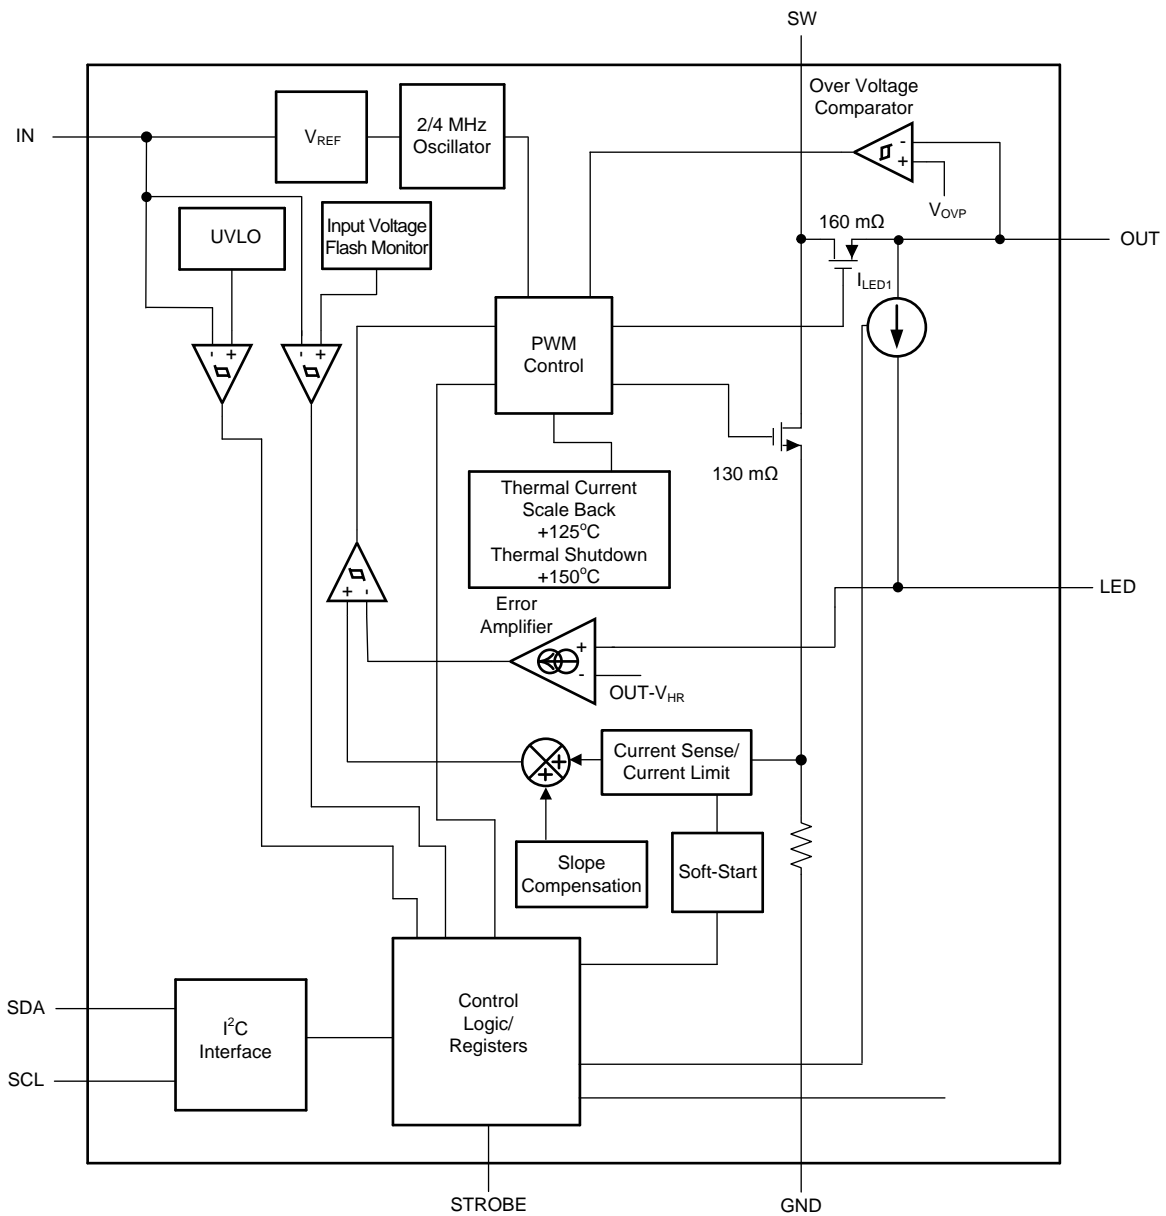 SW
Over Voltage
Comparator
IN
V_REF
2/4 MHz
Oscillator
-
+
V_OVP
UVLO
Input Voltage
Flash Monitor
160 mΩ
OUT
I_LED1
- +
- +
PWM
Control
130 mΩ
Thermal Current
Scale Back
+125°C
Thermal Shutdown
+150°C
+ -
LED
Error
Amplifier
+
-
OUT-V_HR
Current Sense/
Current Limit
+
+
Slope
Compensation
Soft-Start
SDA
I²C
Interface
SCL
Control
Logic/
Registers
STROBE
GND